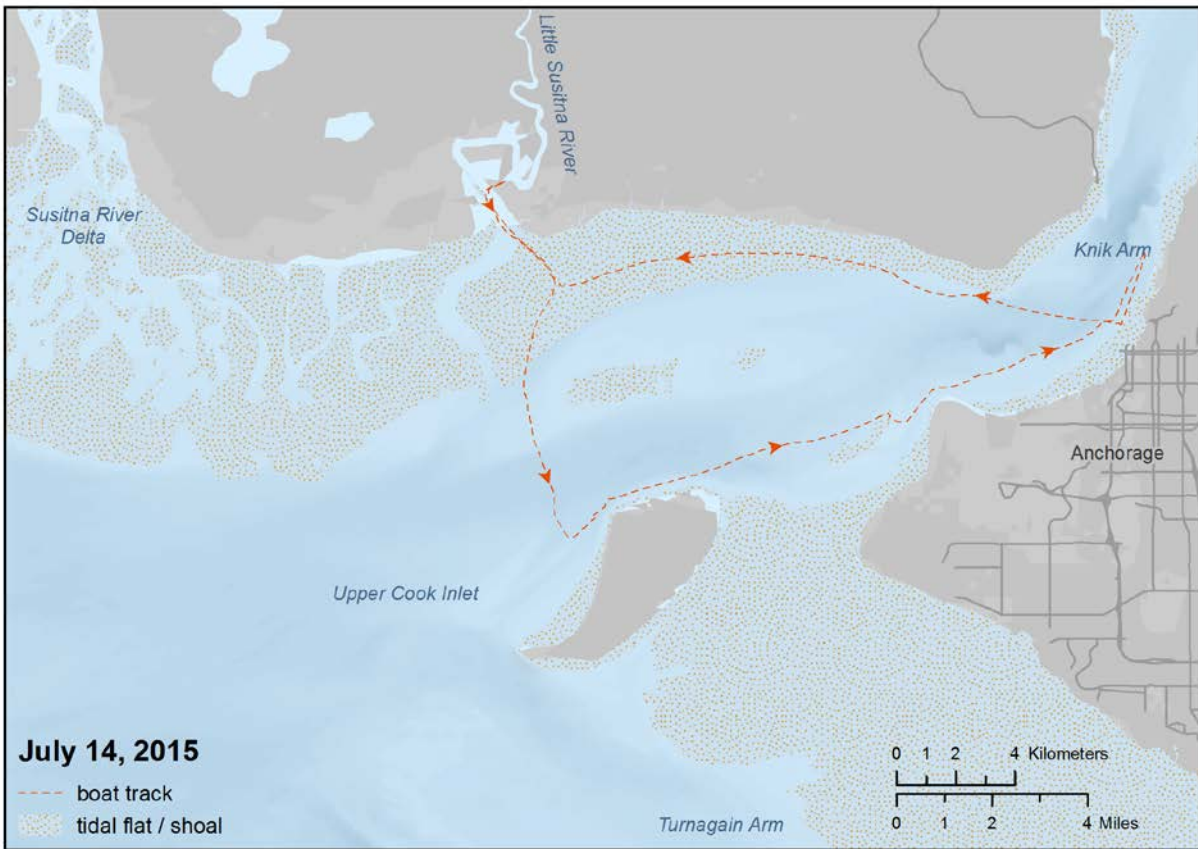 Little Susitna River
Susitna River
Delta
Knik Arm
Anchorage
Upper Cook Inlet
July 14, 2015
boat track
tidal flat / shoal
Turnagain Arm
0 1 2 4 Kilometers
0 1 2 4 Miles